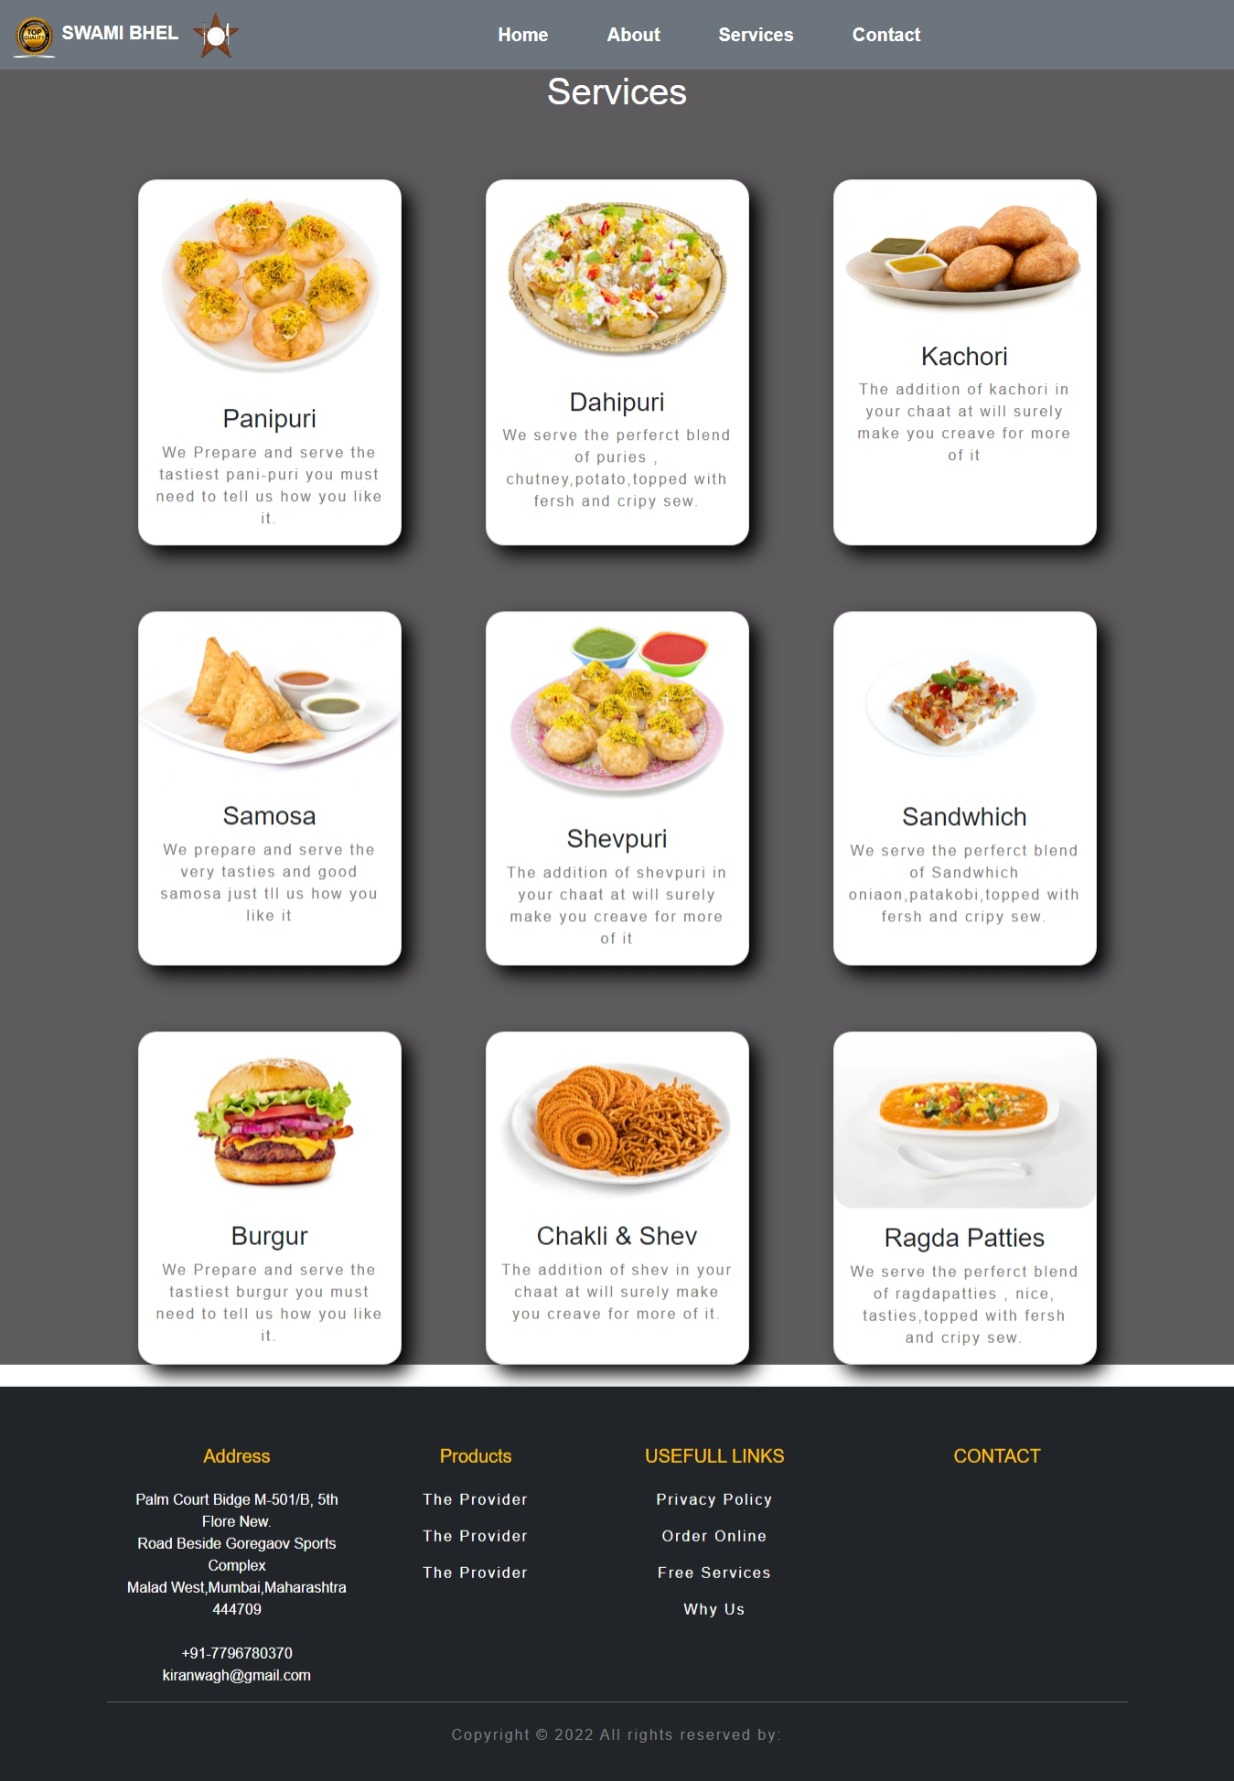 TOP
QUALITY
SWAMI BHEL
Home
About
Services
Contact
Services
Panipuri
We Prepare and serve the
tastiest pani-puri you must
need to tell us how you like
it.
Dahipuri
We serve the perferct blend
of puries ,
chutney,potato,topped with
fersh and cripy sew.
Kachori
The addition of kachori in
your chaat at will surely
make you creave for more
of it
Samosa
We prepare and serve the
very tasties and good
samosa just tll us how you
like it
Shevpuri
The addition of shevpuri in
your chaat at will surely
make you creave for more
of it
Sandwhich
We serve the perferct blend
of Sandwhich
oniaon,patakobi,topped with
fersh and cripy sew.
Burgur
We Prepare and serve the
tastiest burgur you must
need to tell us how you like
it.
Chakli & Shev
The addition of shev in your
chaat at will surely make
you creave for more of it.
Ragda Patties
We serve the perferct blend
of ragdapatties , nice,
tasties,topped with fersh
and cripy sew.
Address
Palm Court Bidge M-501/B, 5th
Flore New.
Road Beside Goregaov Sports
Complex
Malad West,Mumbai,Maharashtra
444709
+91-7796780370
kiranwagh@gmail.com
Products
The Provider
The Provider
The Provider
USEFULL LINKS
Privacy Policy
Order Online
Free Services
Why Us
CONTACT
Copyright © 2022 All rights reserved by: